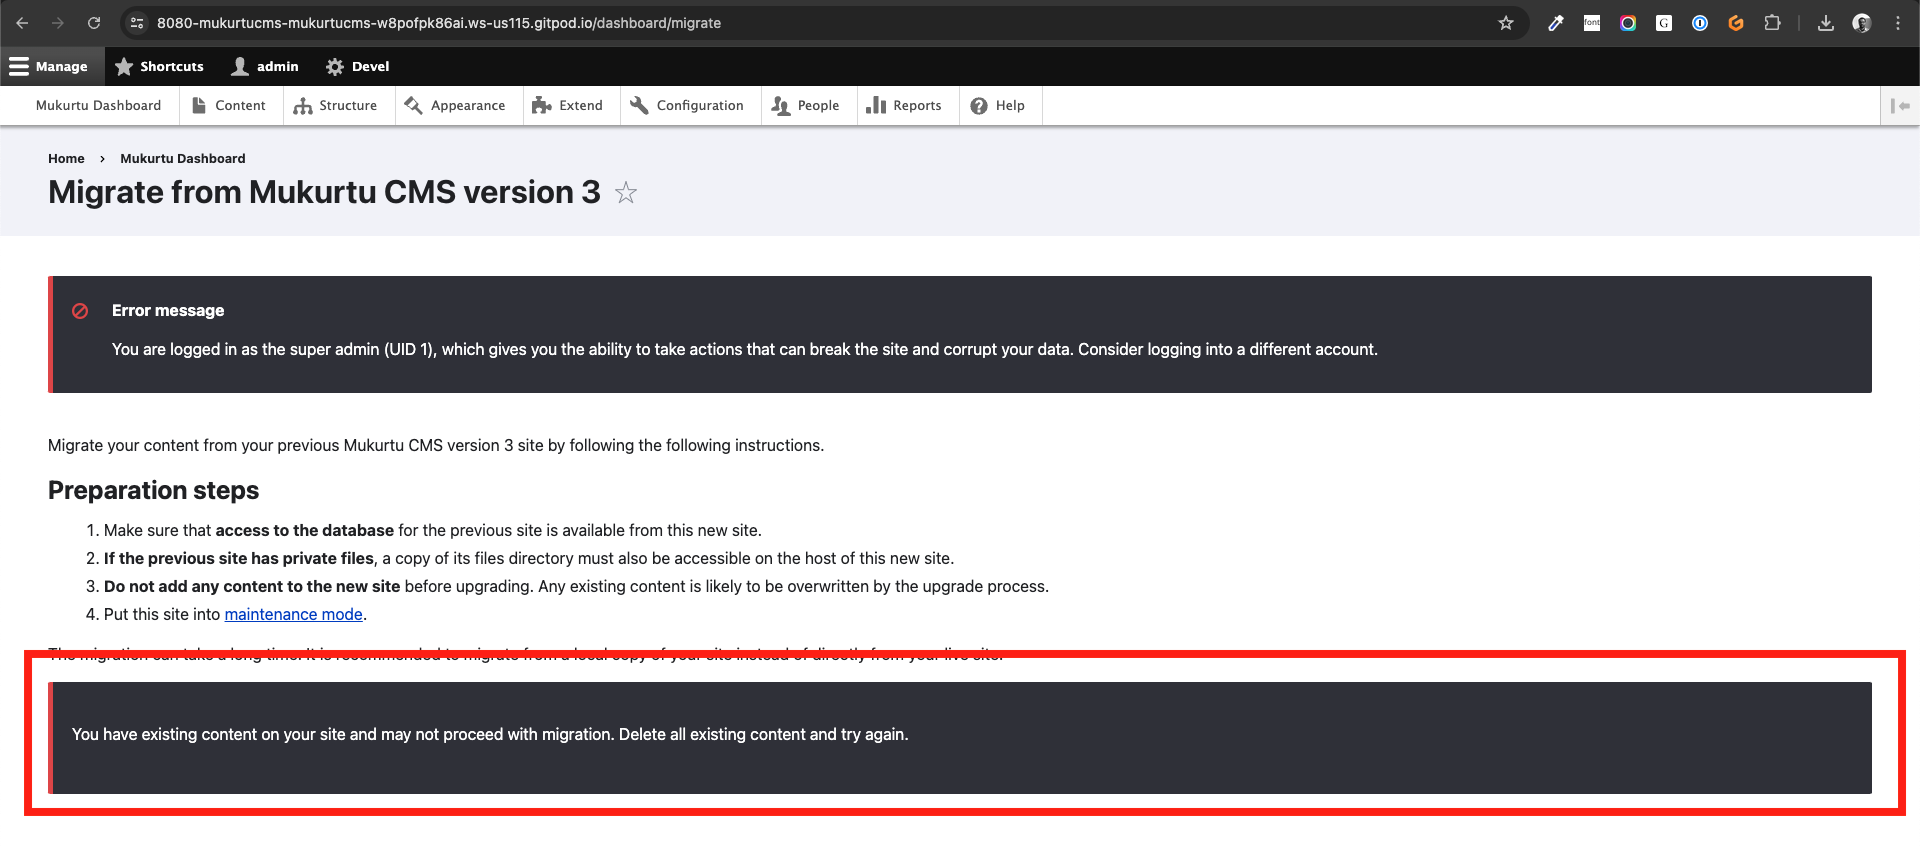 8080-mukurtucms-mukurtucms-w8pofpk86ai.ws-us115.gitpod.io/dashboard/migrate
font
G
Manage
Shortcuts
admin
Devel
Mukurtu Dashboard
Content
Structure
Appearance
Extend
Configuration
People
Reports
Help
Home › Mukurtu Dashboard
Migrate from Mukurtu CMS version 3
Error message
You are logged in as the super admin (UID 1), which gives you the ability to take actions that can break the site and corrupt your data. Consider logging into a different account.
Migrate your content from your previous Mukurtu CMS version 3 site by following the following instructions.
Preparation steps
1. Make sure that access to the database for the previous site is available from this new site.
2. If the previous site has private files, a copy of its files directory must also be accessible on the host of this new site.
3. Do not add any content to the new site before upgrading. Any existing content is likely to be overwritten by the upgrade process.
4. Put this site into maintenance mode.
The migration can take a long time. It is recommended to migrate from a local copy of your site instead of directly from your live site.
You have existing content on your site and may not proceed with migration. Delete all existing content and try again.